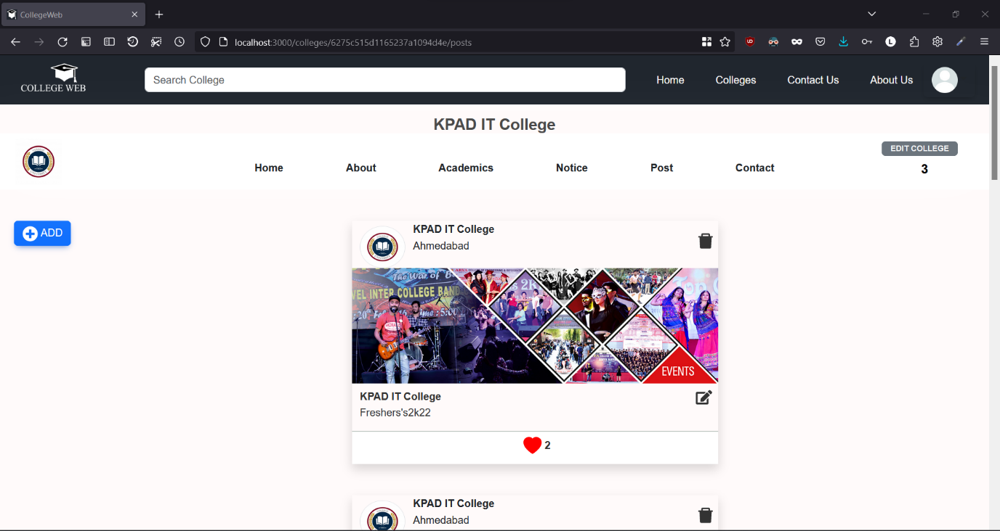 CollegeWeb
localhost:3000/colleges/6275c515d1165237a1094d4e/posts
COLLEGE WEB
Search College
Home
Colleges
Contact Us
About Us
KPAD IT College
Home
About
Academics
Notice
Post
Contact
EDIT COLLEGE
3
ADD
KPAD IT College
Ahmedabad
The War of
VEL INTER COLLEGE BAND
EVENTS
KPAD IT College
Freshers's2k22
2
KPAD IT College
Ahmedabad